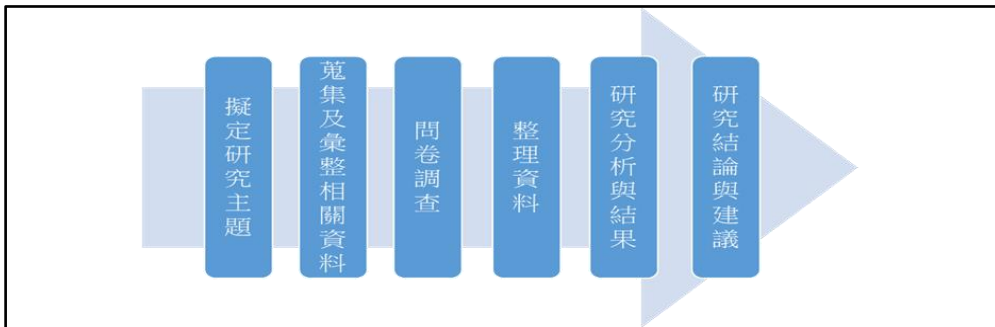 擬定研究主題
蒐集及彙整相關資料
問卷調查
整理資料
研究分析與結果
研究結論與建議